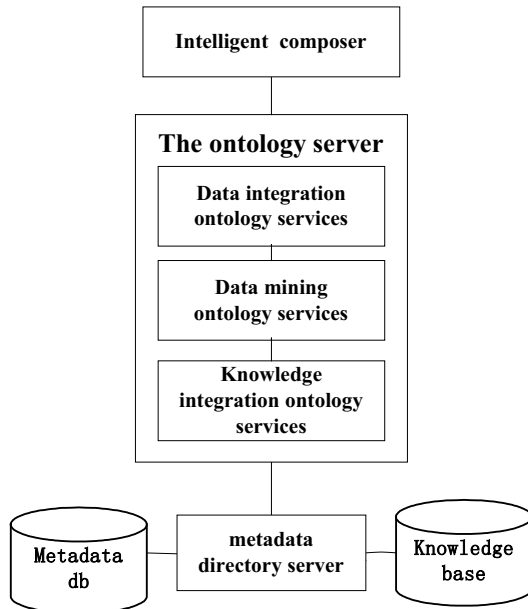 Intelligent composer
The ontology server
Data integration
ontology services
Data mining
ontology services
Knowledge
integration ontology
services
metadata
directory server
Metadata
db
Knowledge
base